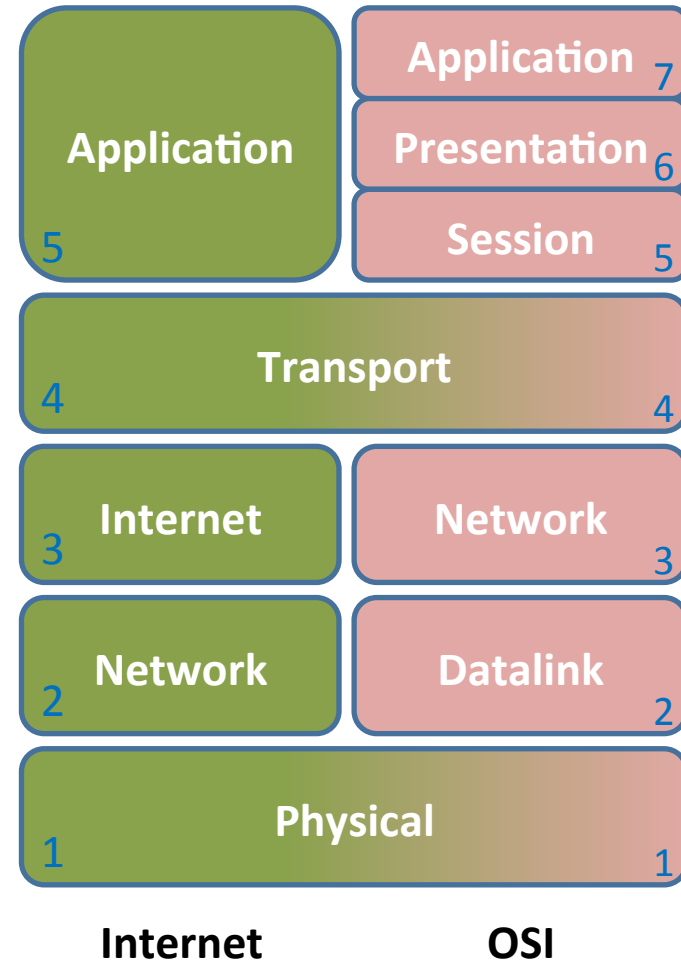 Application
5
Application
7
Presentation
6
Session
5
Transport
4
4
Internet
3
Network
3
Network
2
Datalink
2
Physical
1
1
Internet
OSI